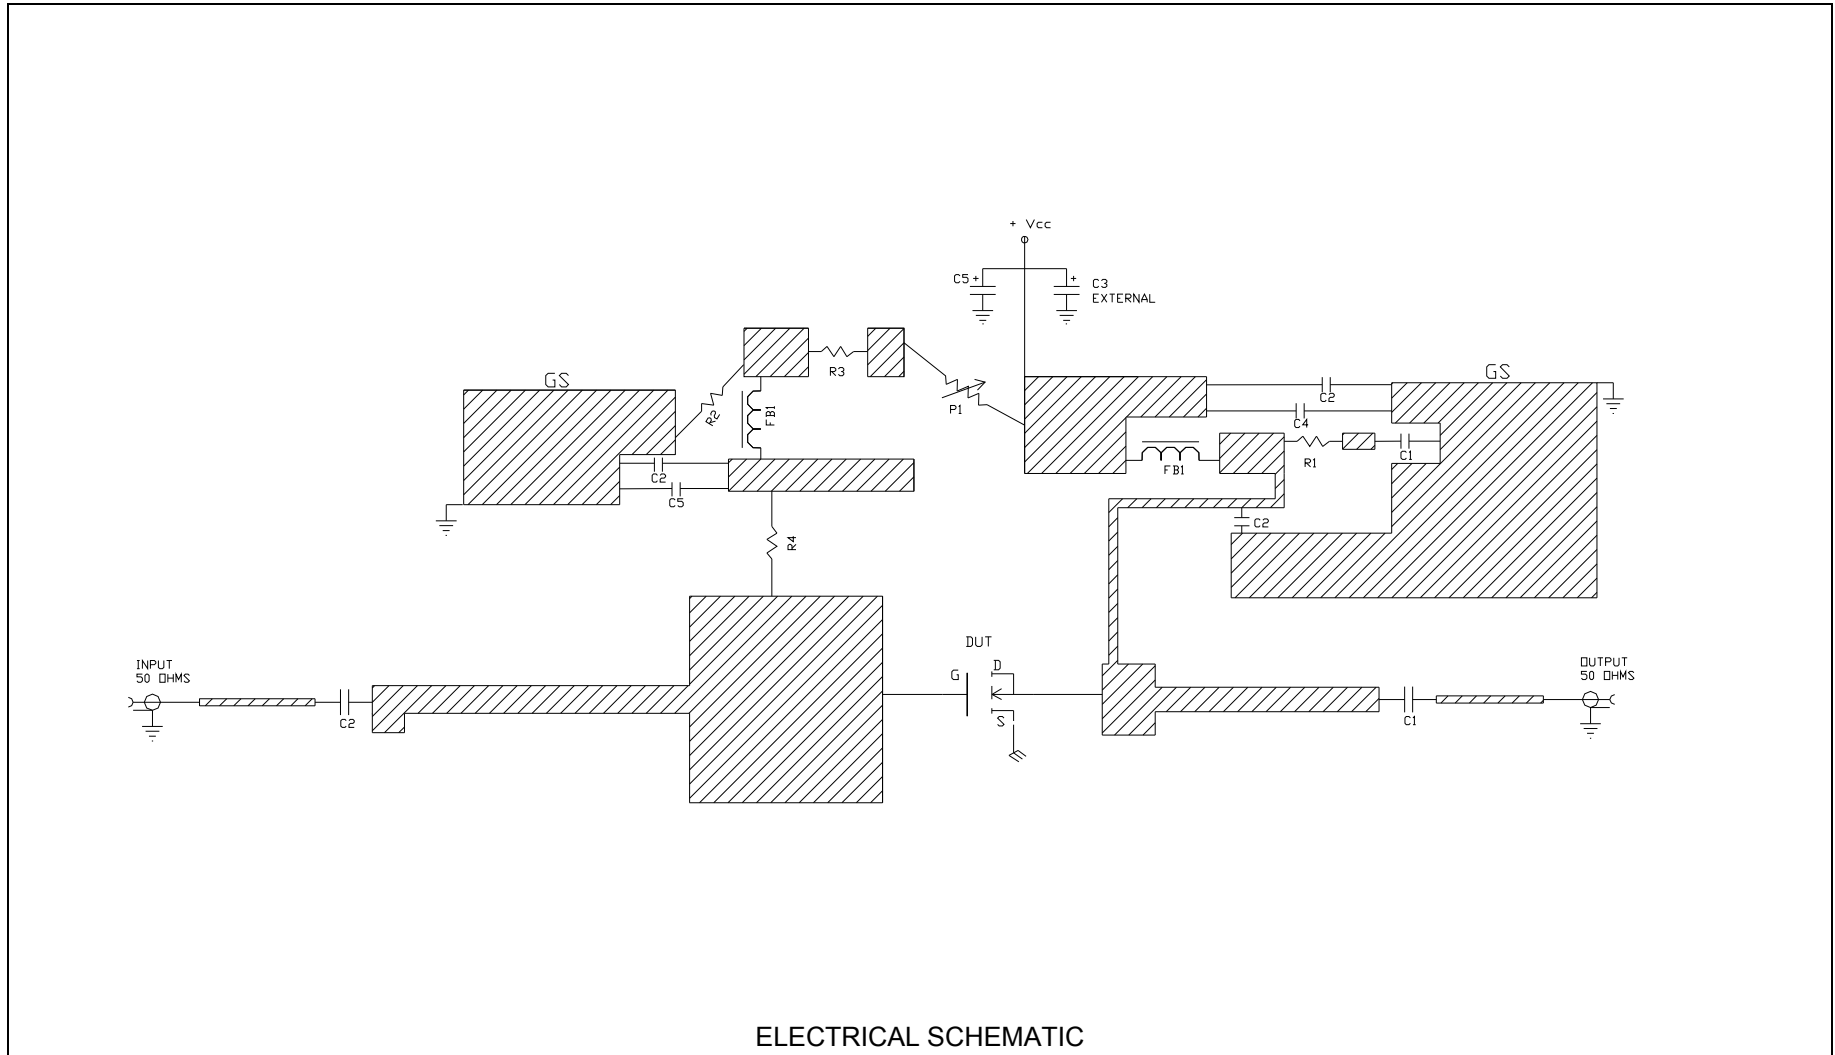 + Vcc
C5 +
+ C3
EXTERNAL
GS
R2
FB1
R3
P1
C2
C5
R4
GS
C2
C4
R1
C1
FB1
C2
INPUT
50 OHMS
C2
DUT
G
D
S
OUTPUT
50 OHMS
C1
ELECTRICAL SCHEMATIC